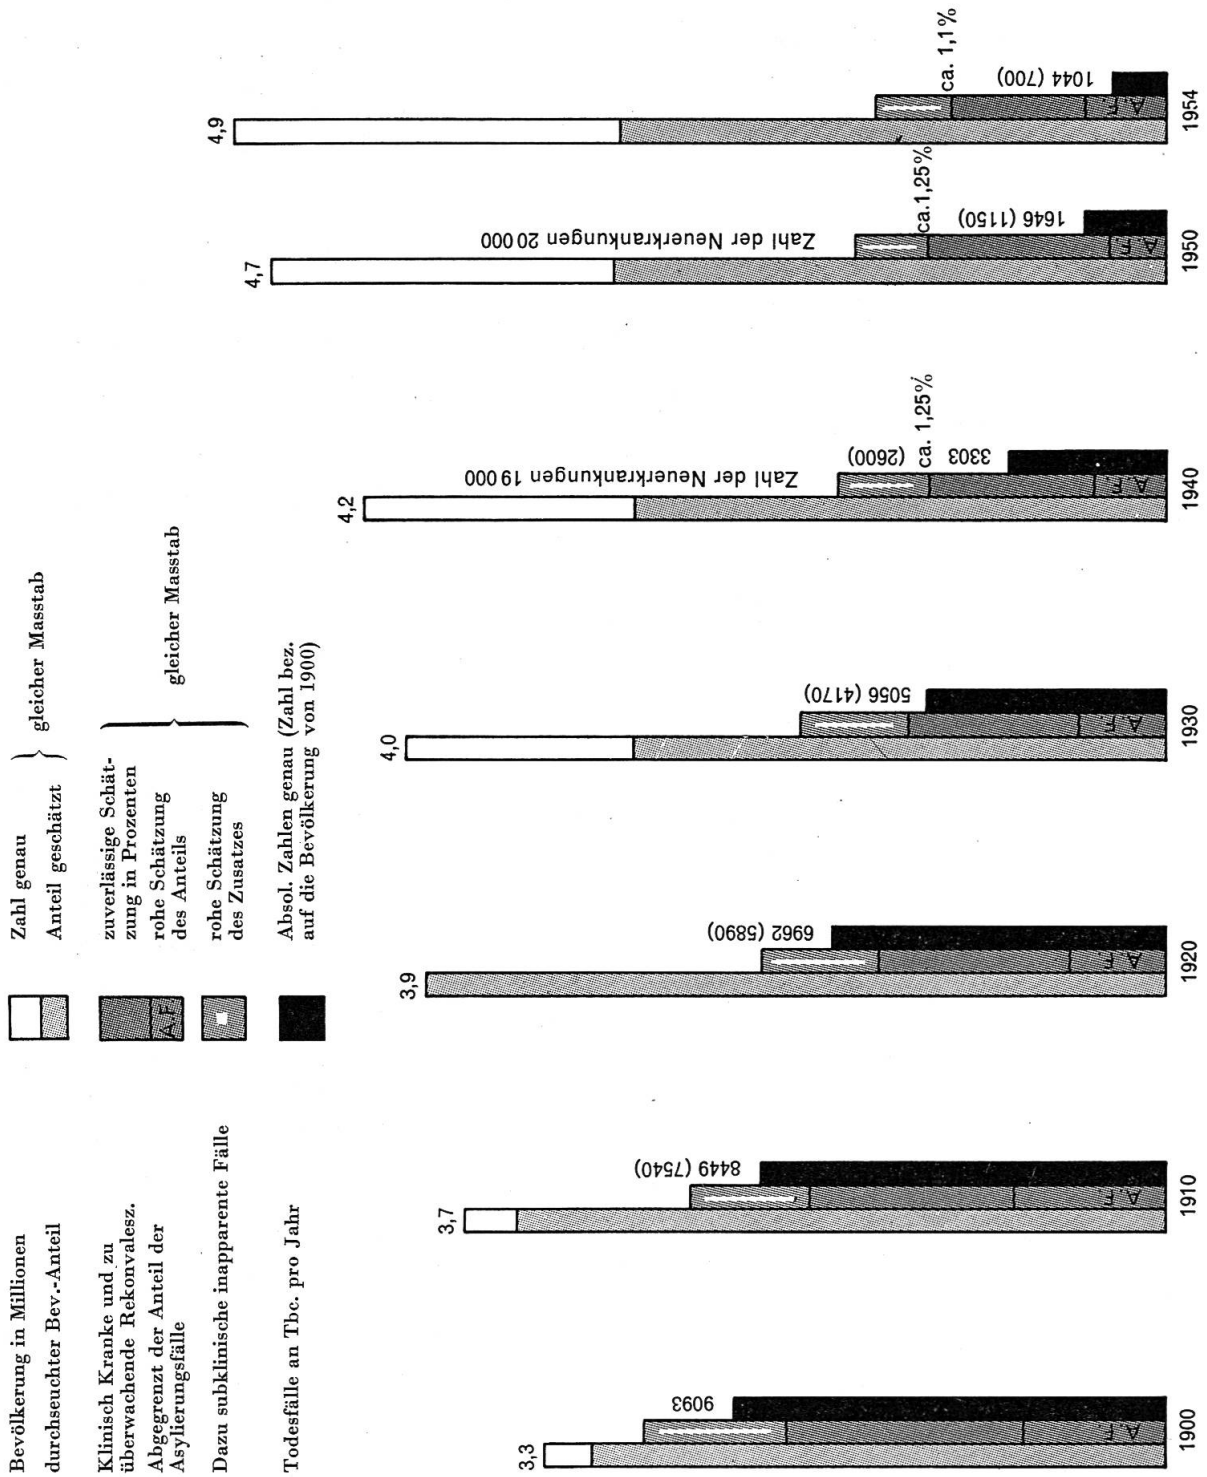 Bevölkerung in Millionen
Zahl genau
durchseuchter Bev.-Anteil
Anteil geschätzt
gleicher Masstab
Klinisch Kranke und zu
überwachende Rekonvalesz.
zuverlässige Schät-
zung in Prozenten
Abgegrenzt der Anteil der
Asylierungsfälle
A.F.
rohe Schätzung
des Anteils
Dazu subklinische inapparente Fälle
rohe Schätzung
des Zusatzes
gleicher Masstab
Todesfälle an Tbc. pro Jahr
Absol. Zahlen genau (Zahl bez.
auf die Bevölkerung von 1900)
3,3
9093
A.F.
1900
3,7
8449 (7540)
A.F.
1910
3,9
6962 (5890)
A.F.
1920
4,0
5056 (4170)
A.F.
1930
4,2
Zahl der Neuerkrankungen 19 000
3303 (2600)
ca. 1,25%
A.F.
1940
4,7
Zahl der Neuerkrankungen 20 000
ca. 1,25%
1646 (1150)
A.F.
1950
4,9
ca. 1,1%
1044 (700)
A.F.
1954